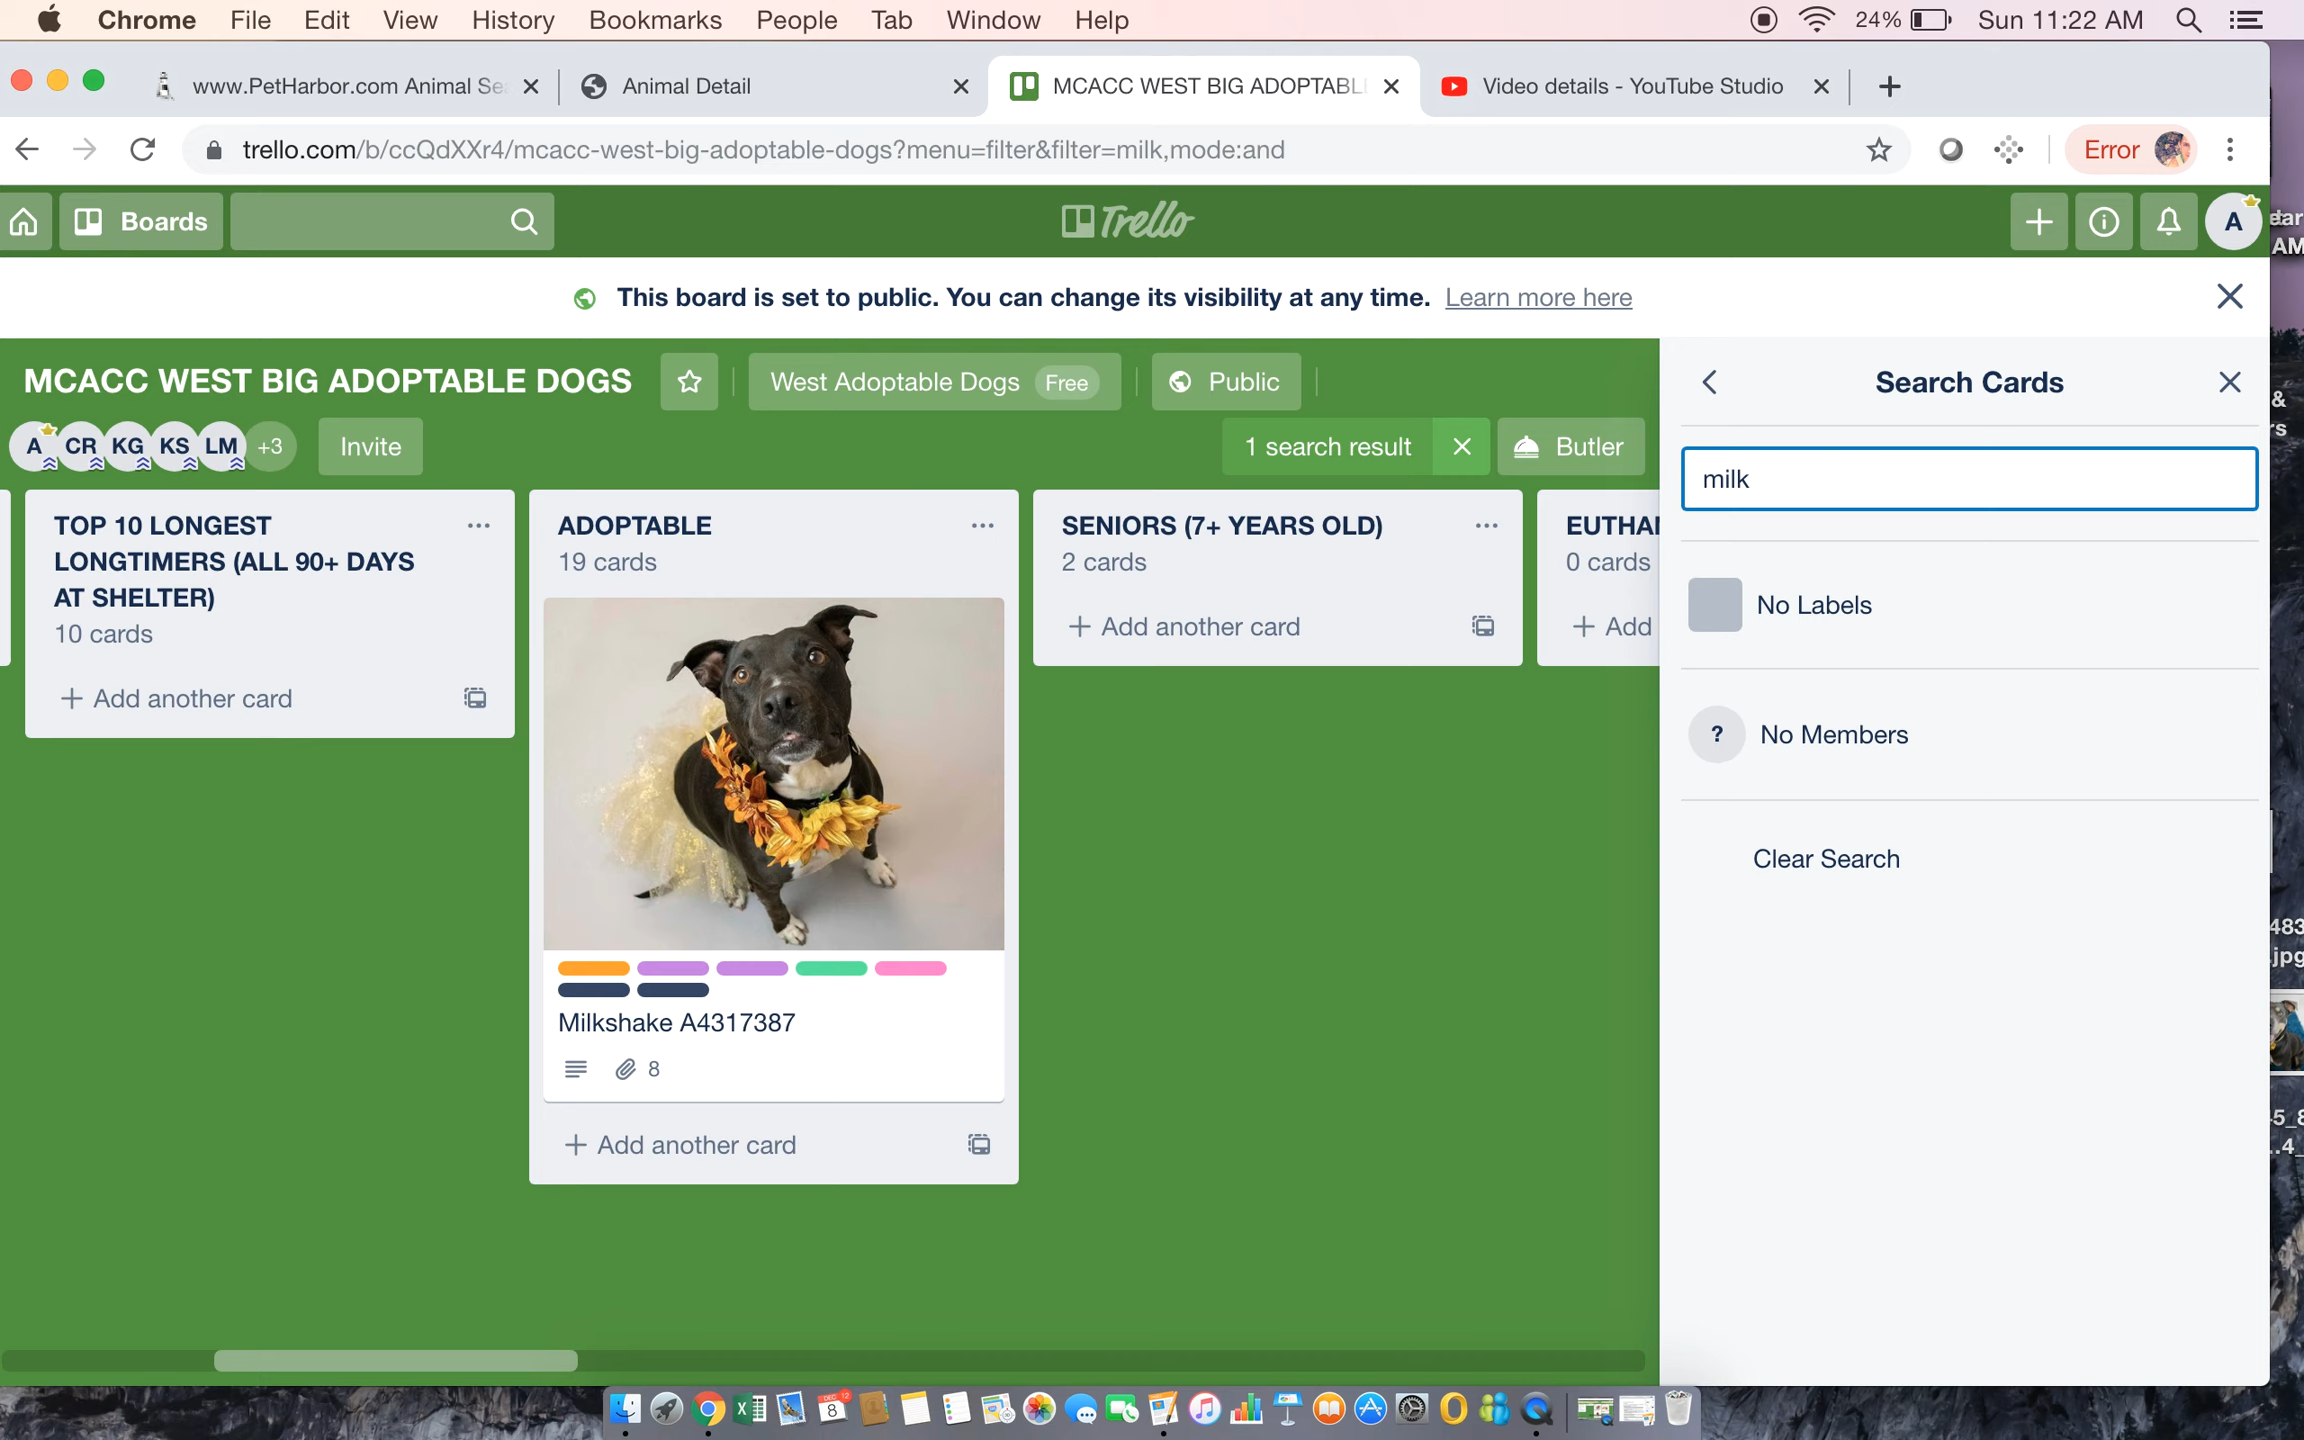 Chrome File Edit View History Bookmarks People Tab Window Help 24% Sun 11:22 AM
www.PetHarbor.com Animal Se Animal Detail MCACC WEST BIG ADOPTABL Video details - YouTube Studio
trello.com/b/ccQdXXr4/mcacc-west-big-adoptable-dogs?menu=filter&filter=milk,mode:and Error
Boards Trello A
This board is set to public. You can change its visibility at any time. Learn more here
MCACC WEST BIG ADOPTABLE DOGS West Adoptable Dogs Free Public
A CR KG KS LM +3 Invite 1 search result Butler
TOP 10 LONGEST
LONGTIMERS (ALL 90+ DAYS
AT SHELTER)
10 cards
+ Add another card
ADOPTABLE
19 cards
Milkshake A4317387
8
+ Add another card
SENIORS (7+ YEARS OLD)
2 cards
+ Add another card
EUTHA
0 cards
+ Add
Search Cards
milk
No Labels
? No Members
Clear Search
AM
&
483
.jpg
DEC
8
12